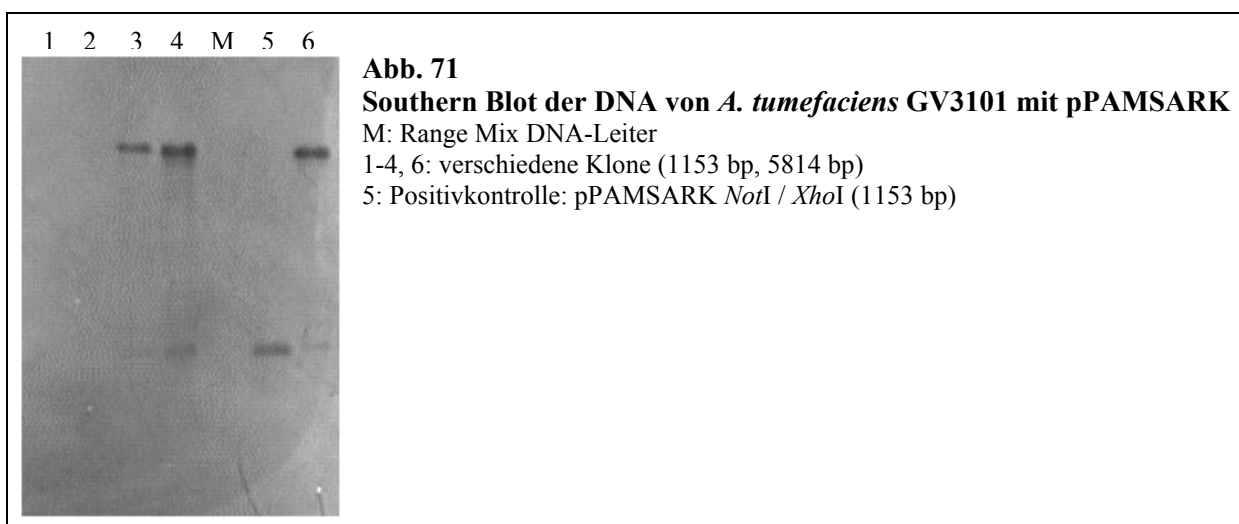 1 2 3 4 M 5 6
Abb. 71
Southern Blot der DNA von A. tumefaciens GV3101 mit pPAMSARK
M: Range Mix DNA-Leiter
1-4, 6: verschiedene Klone (1153 bp, 5814 bp)
5: Positivkontrolle: pPAMSARK NotI / XhoI (1153 bp)